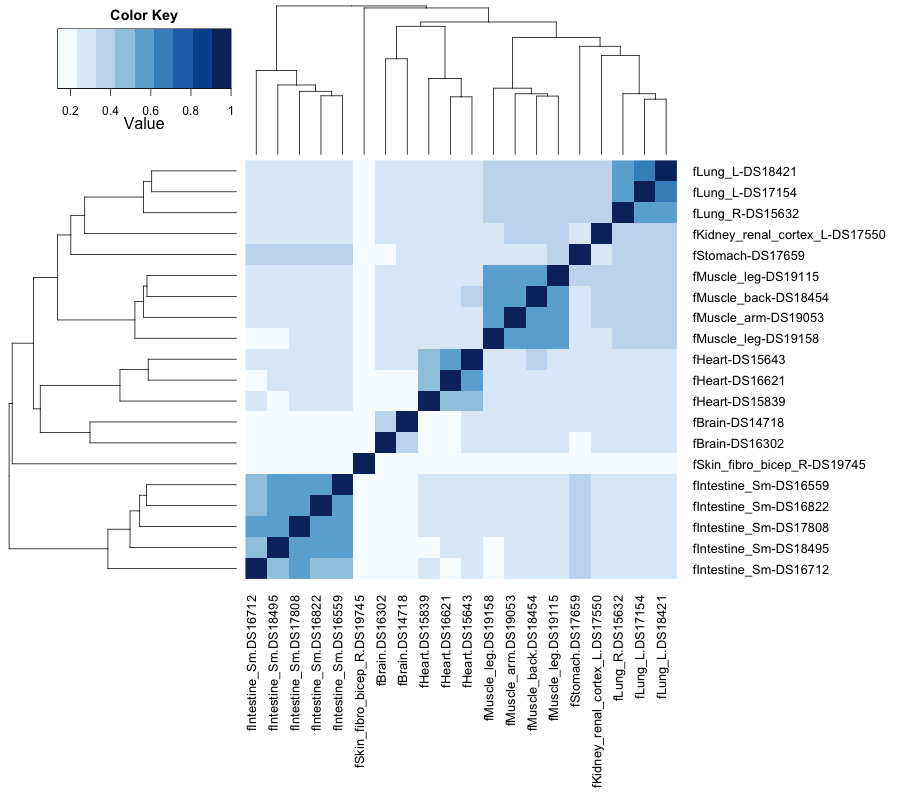 Color Key
0.2 0.4 0.6 0.8 1
Value
fLung_L-DS18421
fLung_L-DS17154
fLung_R-DS15632
fKidney_renal_cortex_L-DS17550
fStomach-DS17659
fMuscle_leg-DS19115
fMuscle_back-DS18454
fMuscle_arm-DS19053
fMuscle_leg-DS19158
fHeart-DS15643
fHeart-DS16621
fHeart-DS15839
fBrain-DS14718
fBrain-DS16302
fSkin_fibro_bicep_R-DS19745
fIntestine_Sm-DS16559
fIntestine_Sm-DS16822
fIntestine_Sm-DS17808
fIntestine_Sm-DS18495
fIntestine_Sm-DS16712
fIntestine_Sm.DS16712
fIntestine_Sm.DS18495
fIntestine_Sm.DS17808
fIntestine_Sm.DS16822
fIntestine_Sm.DS16559
fSkin_fibro_bicep_R.DS19745
fBrain.DS16302
fBrain.DS14718
fHeart.DS15839
fHeart.DS16621
fHeart.DS15643
fMuscle_leg.DS19158
fMuscle_arm.DS19053
fMuscle_back.DS18454
fMuscle_leg.DS19115
fStomach.DS17659
fKidney_renal_cortex_L.DS17550
fLung_R.DS15632
fLung_L.DS17154
fLung_L.DS18421